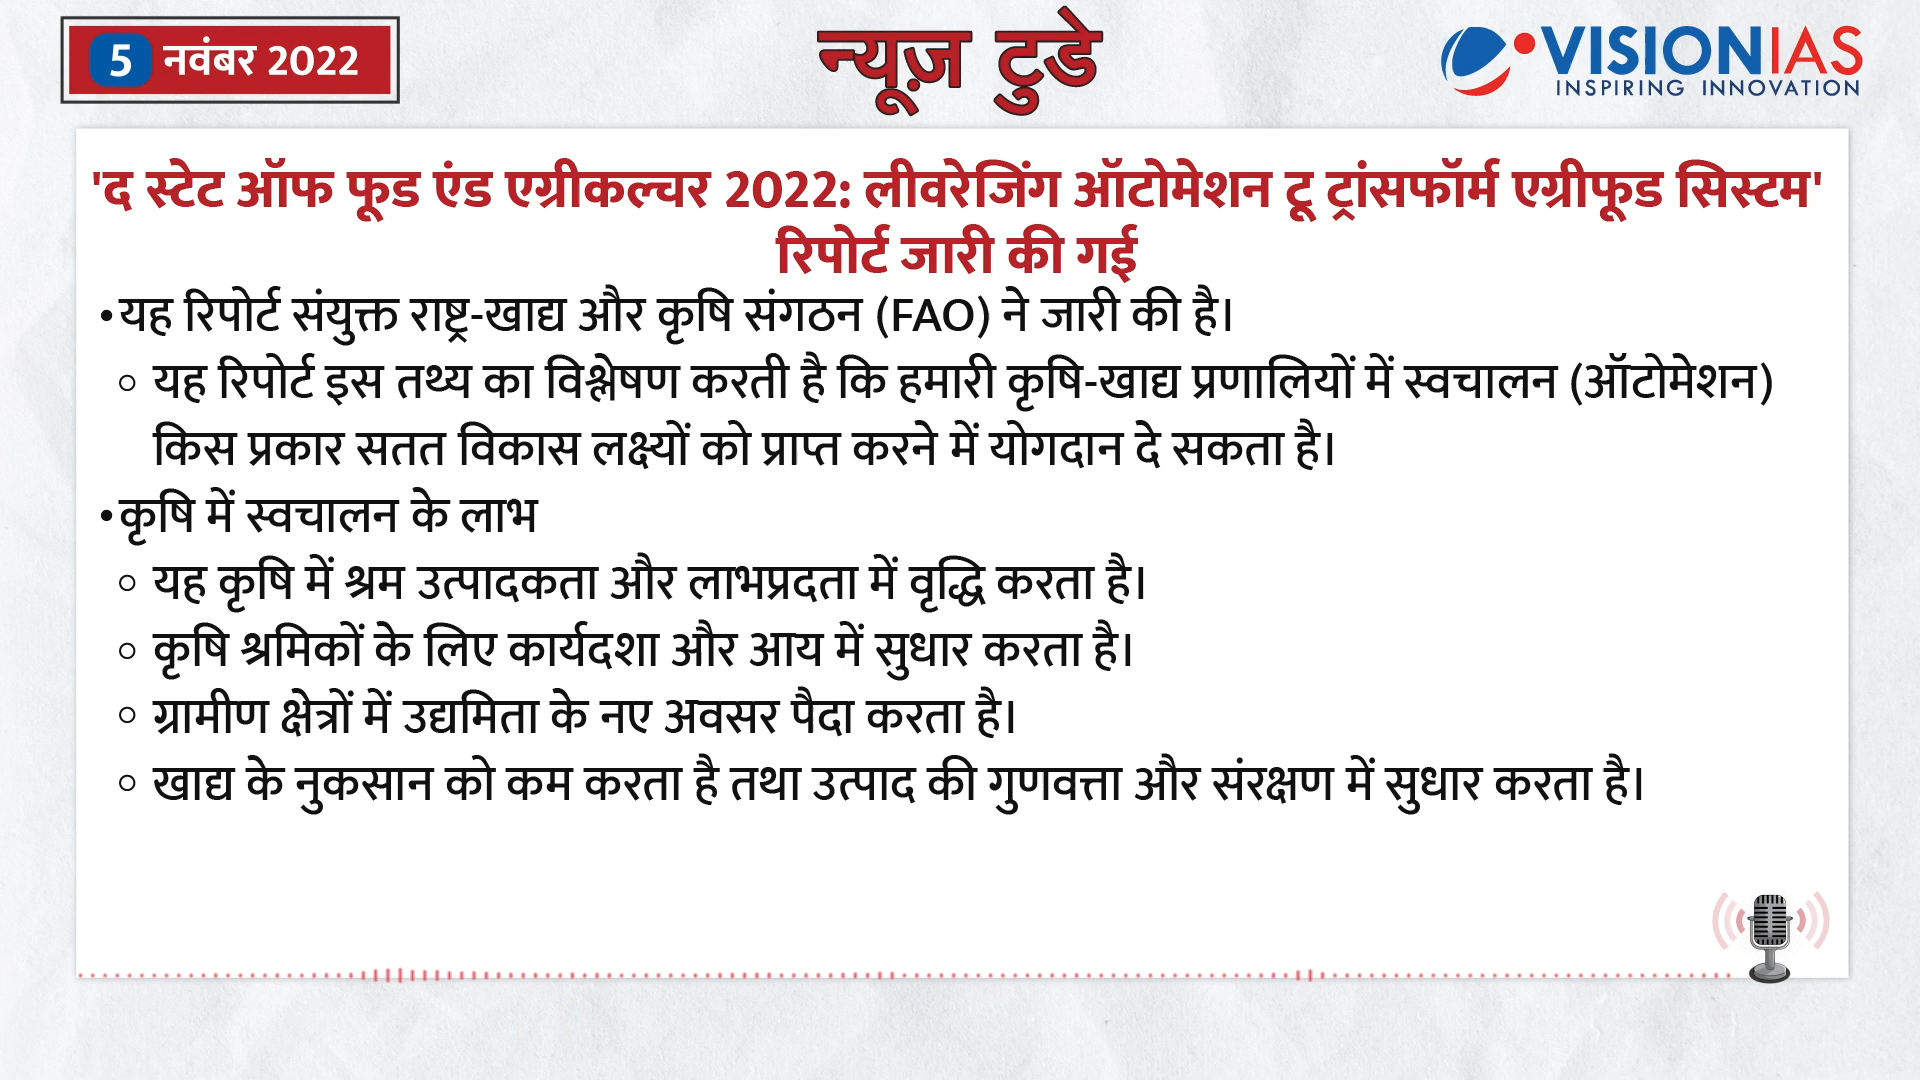 5 नवंबर 2022
न्यूज़ टुडे
VISIONIAS
INSPIRING INNOVATION
'द स्टेट ऑफ फूड एंड एग्रीकल्चर 2022: लीवरेजिंग ऑटोमेशन टू ट्रांसफॉर्म एग्रीफूड सिस्टम'
रिपोर्ट जारी की गई
•यह रिपोर्ट संयुक्त राष्ट्र-खाद्य और कृषि संगठन (FAO) ने जारी की है।
○ यह रिपोर्ट इस तथ्य का विश्लेषण करती है कि हमारी कृषि-खाद्य प्रणालियों में स्वचालन (ऑटोमेशन)
किस प्रकार सतत विकास लक्ष्यों को प्राप्त करने में योगदान दे सकता है।
•कृषि में स्वचालन के लाभ
○ यह कृषि में श्रम उत्पादकता और लाभप्रदता में वृद्धि करता है।
○ कृषि श्रमिकों के लिए कार्यदशा और आय में सुधार करता है।
○ ग्रामीण क्षेत्रों में उद्यमिता के नए अवसर पैदा करता है।
○ खाद्य के नुकसान को कम करता है तथा उत्पाद की गुणवत्ता और संरक्षण में सुधार करता है।